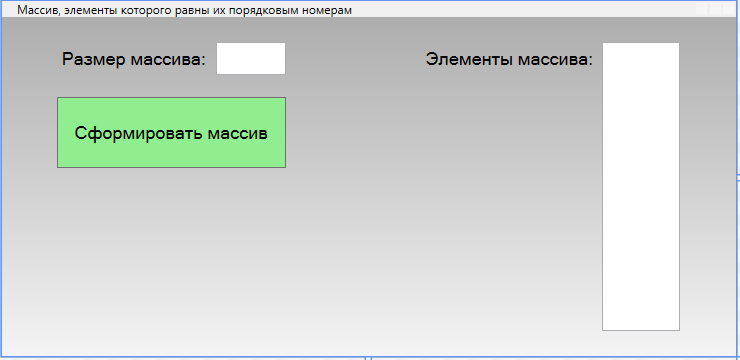 Массив, элементы которого равны их порядковым номерам
Размер массива:
Элементы массива:
Сформировать массив